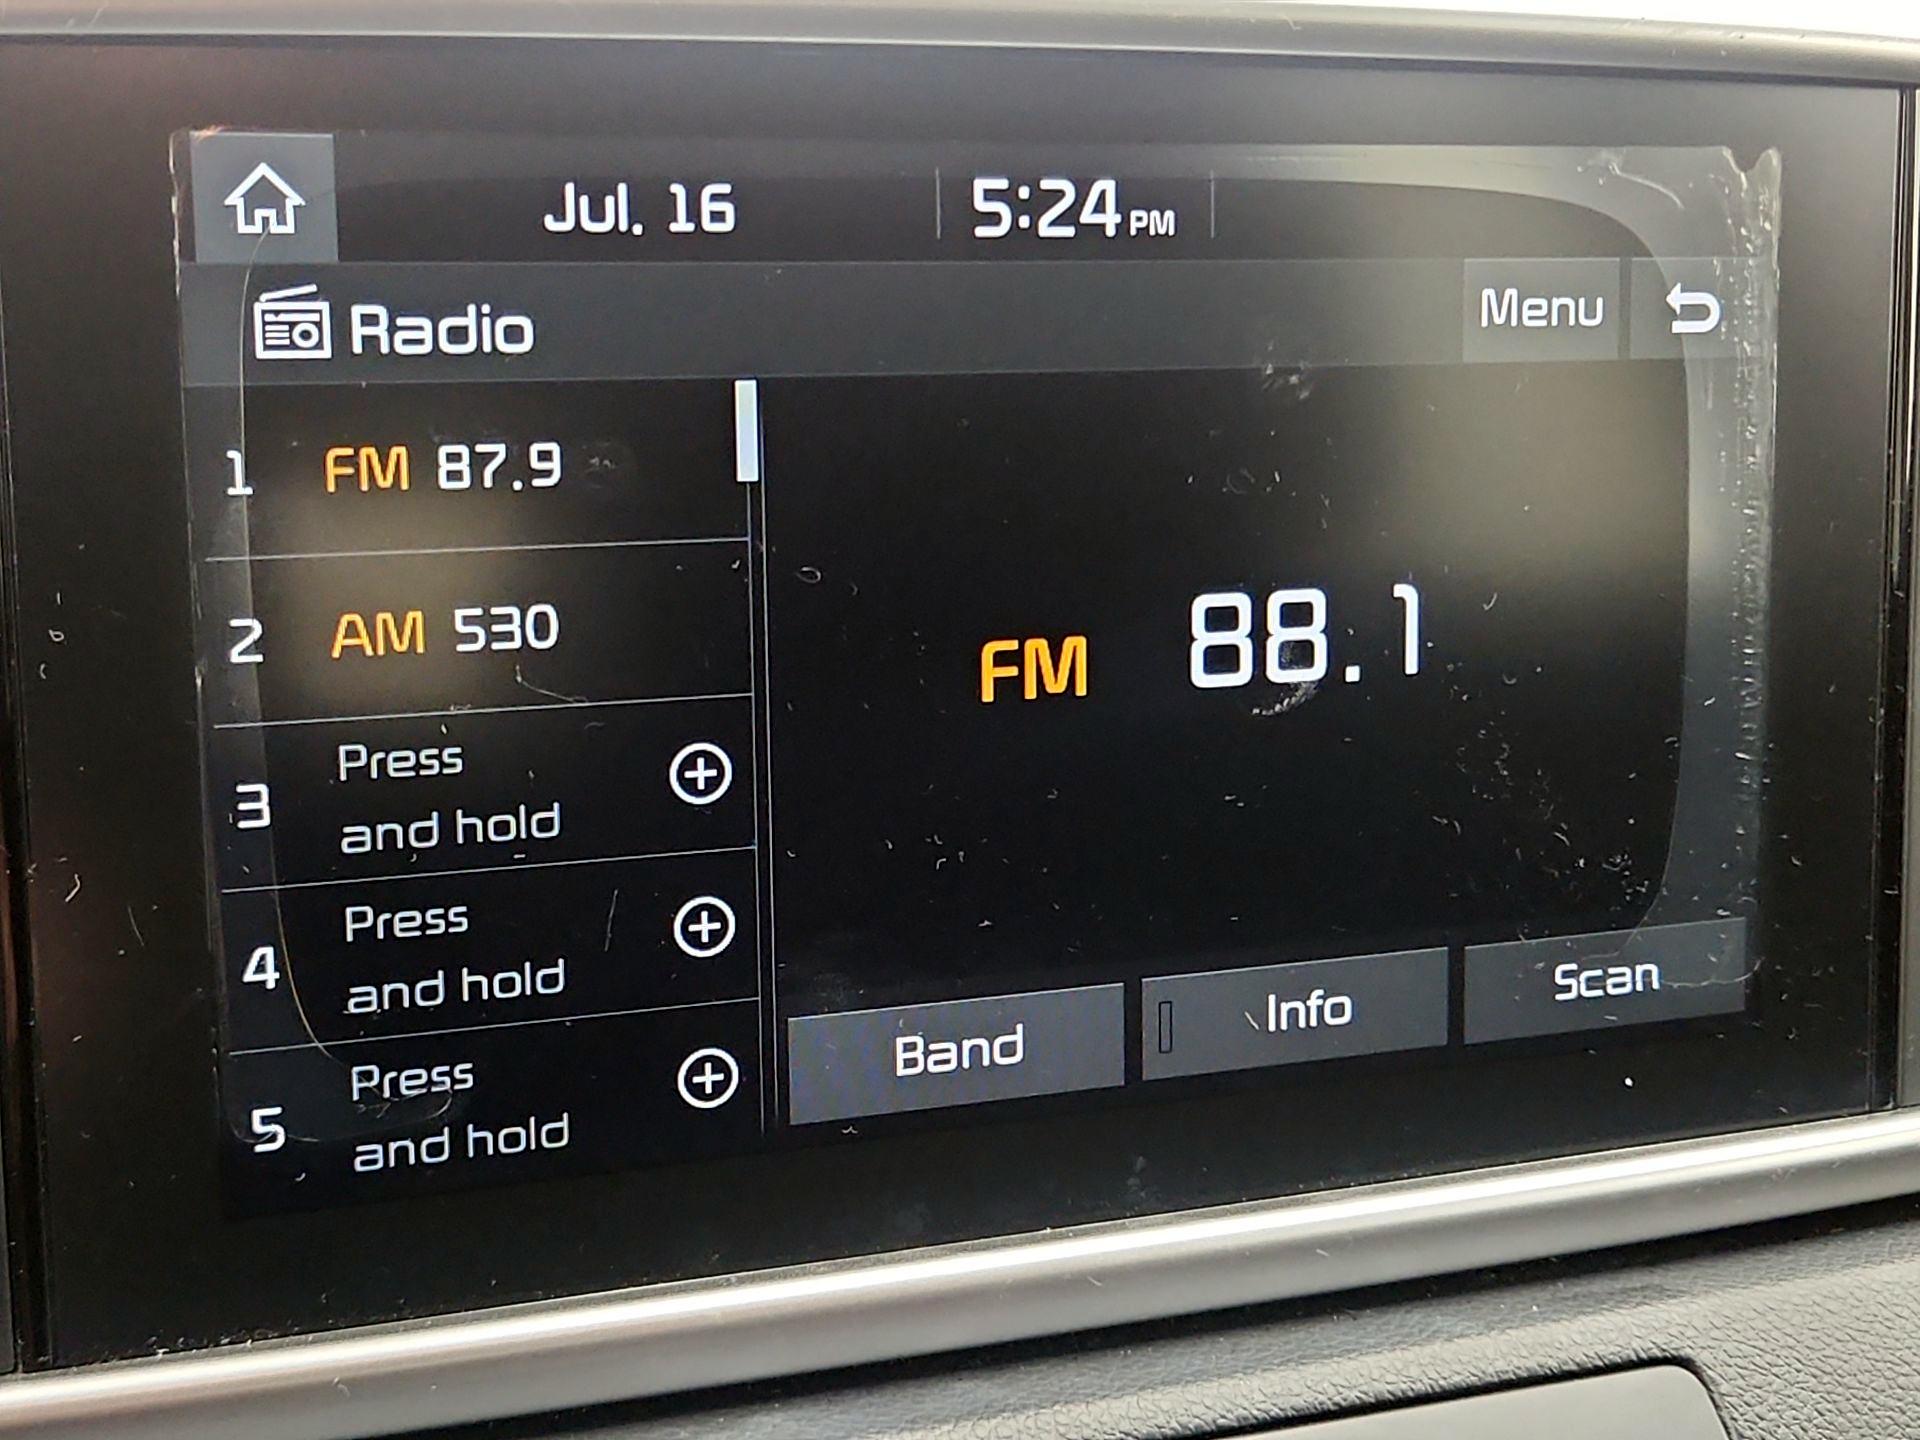 Jul. 16 5:24 PM
Radio Menu
1 FM 87.9
2 AM 530
3 Press
and hold
4 Press
and hold
5 Press
and hold
FM 88.1
Band Info Scan